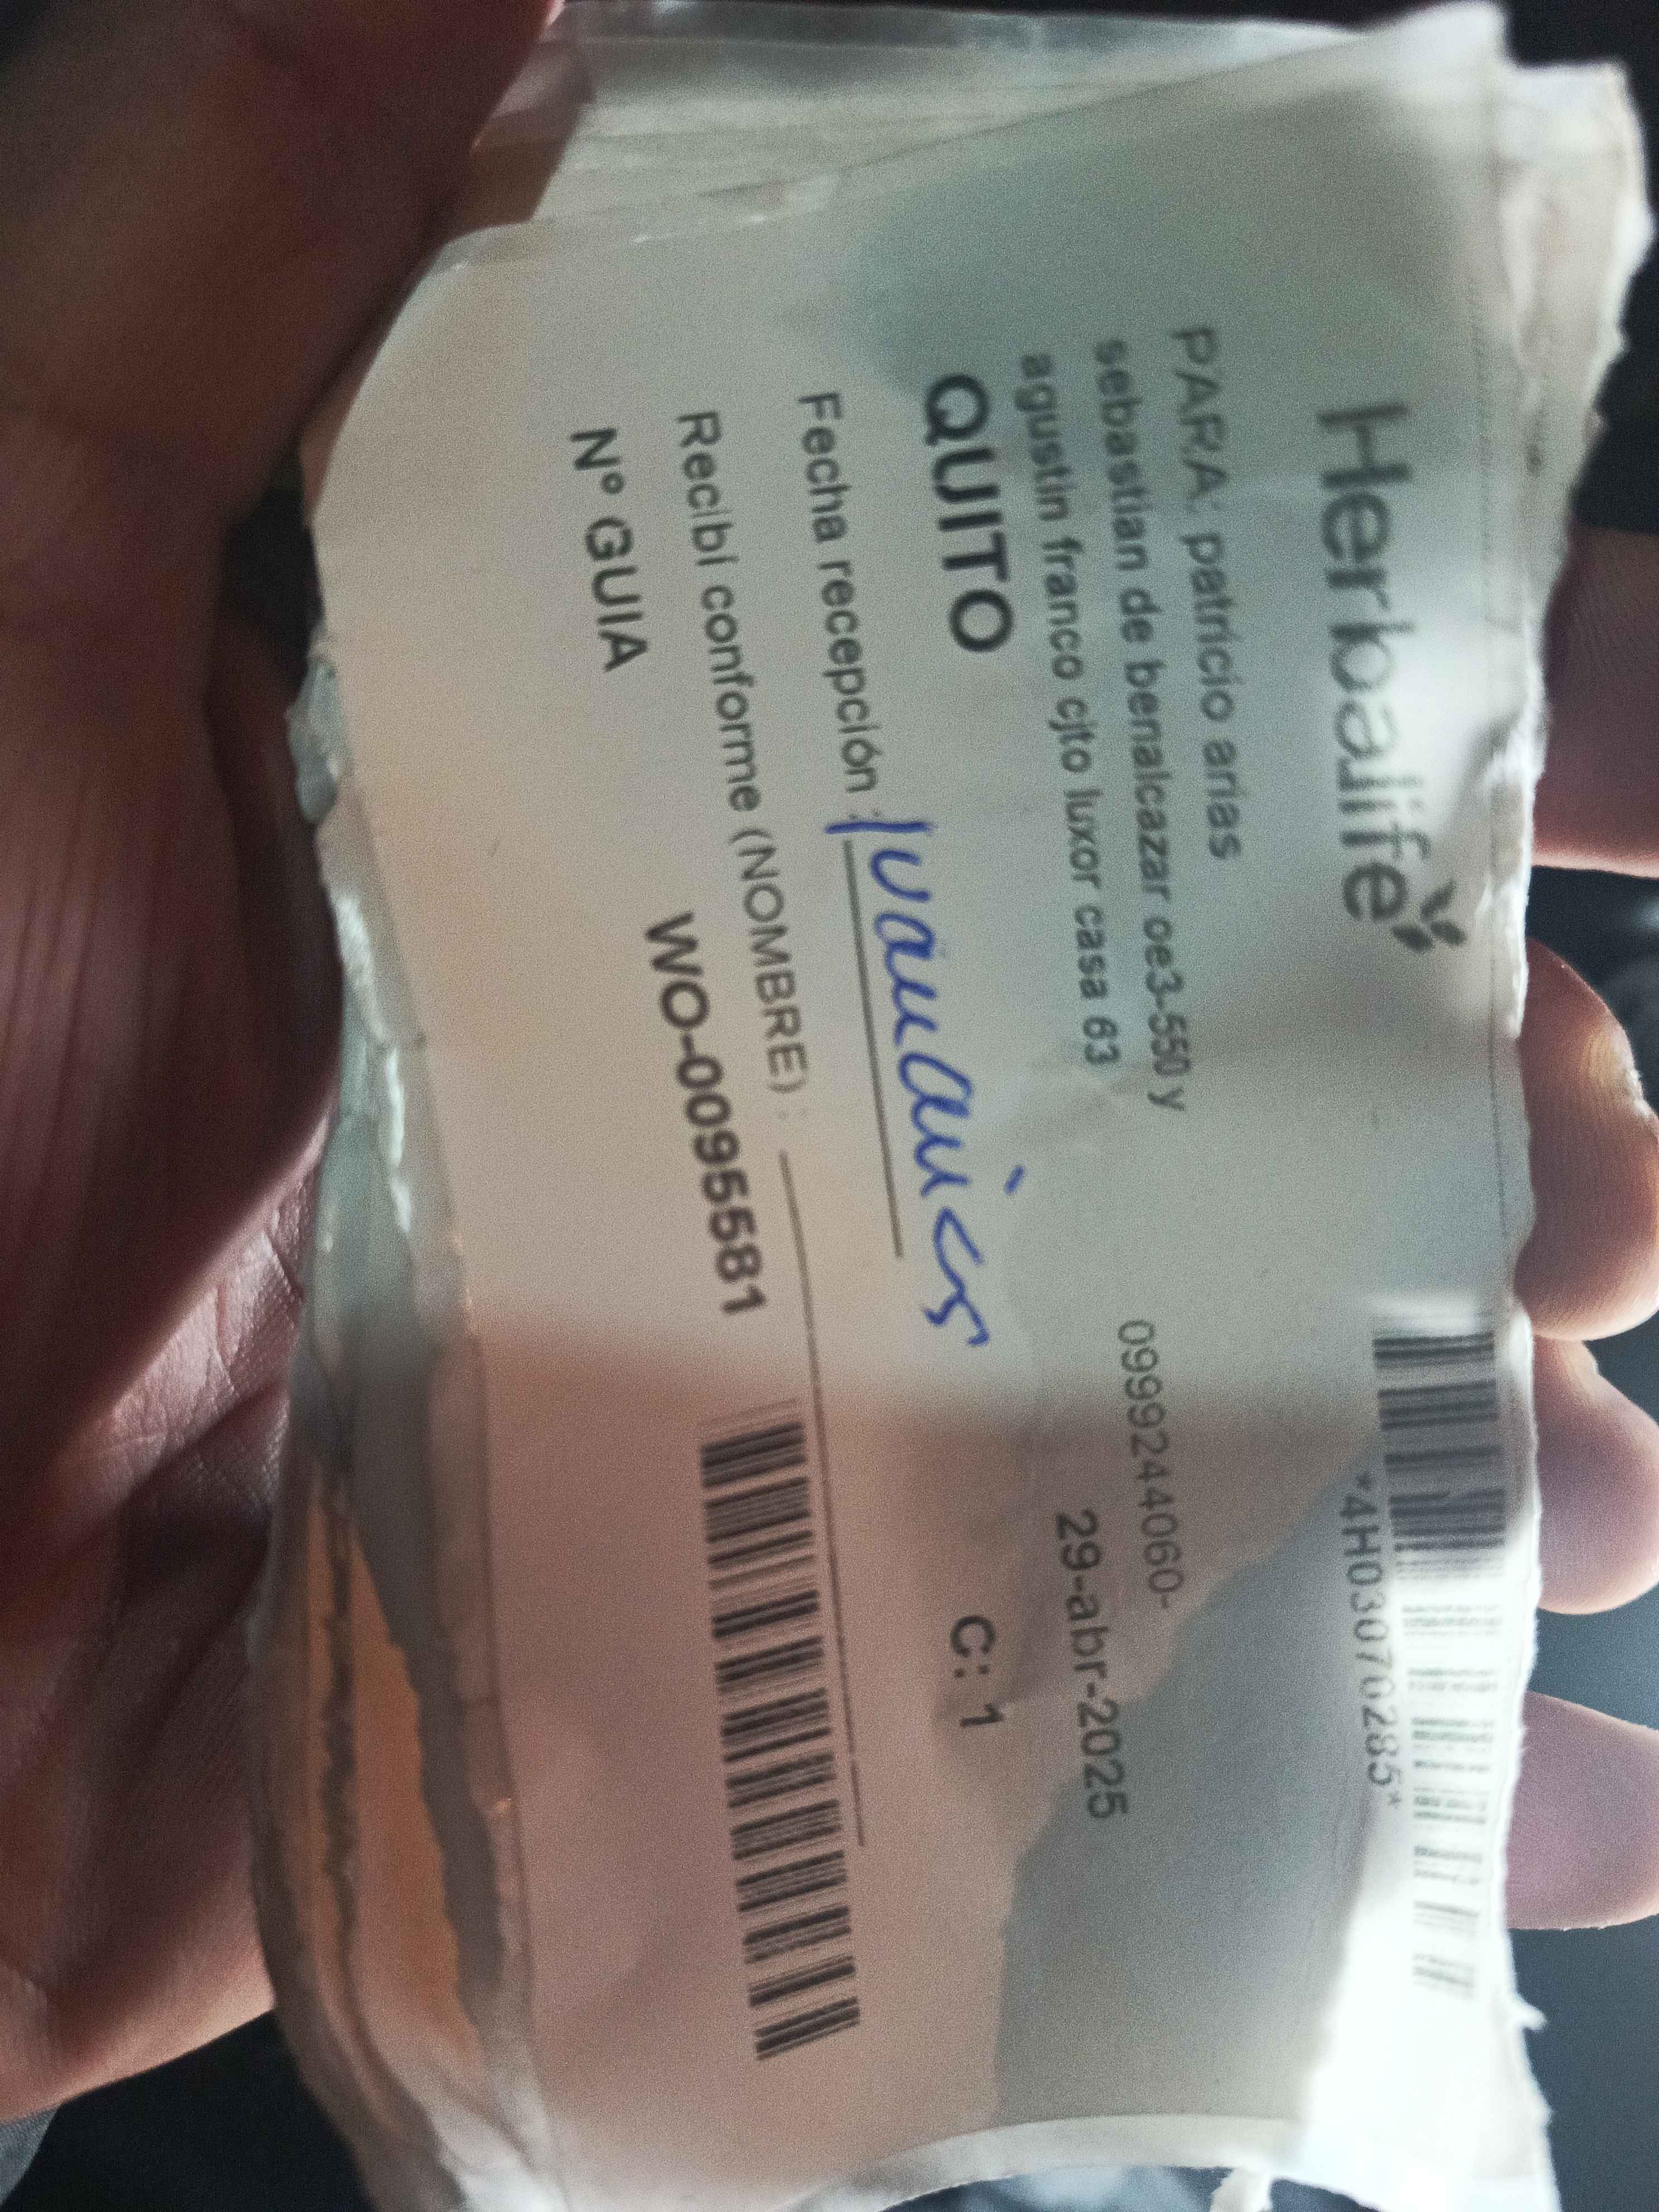 Herbalife
*4H03070285*
PARA: patricio arias
sebastian de benalcazar oe3-550 y
0999244060-
agustin franco cjto luxor casa 63
29-abr-2025
QUITO
C: 1
Fecha recepción :
Recibí conforme (NOMBRE) :
Nº GUIA WO-0095581